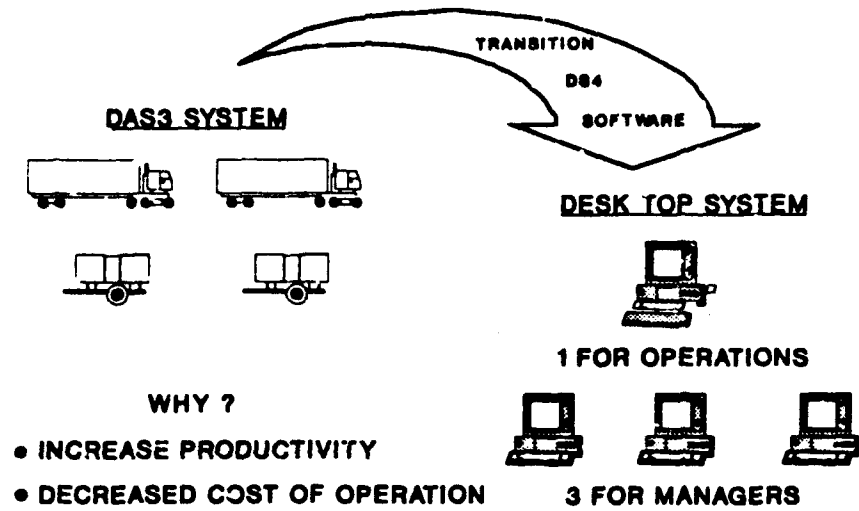 TRANSITION
DS4
SOFTWARE
DAS3 SYSTEM
DESK TOP SYSTEM
1 FOR OPERATIONS
WHY ?
• INCREASE PRODUCTIVITY
• DECREASED COST OF OPERATION
3 FOR MANAGERS